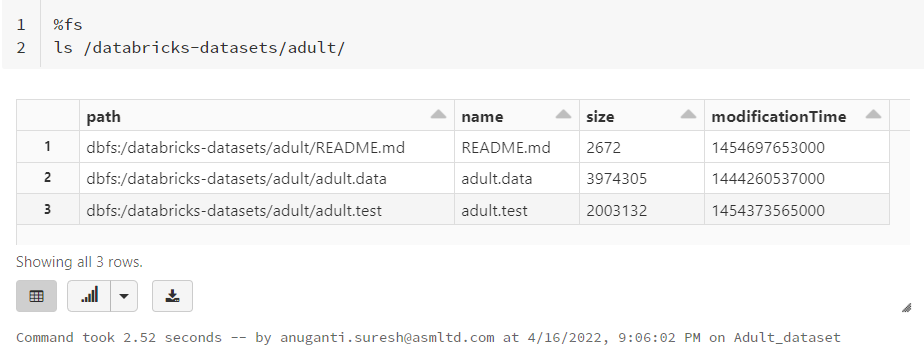 1 %fs
2 ls /databricks-datasets/adult/
path name size modificationTime
1 dbfs:/databricks-datasets/adult/README.md README.md 2672 1454697653000
2 dbfs:/databricks-datasets/adult/adult.data adult.data 3974305 1444260537000
3 dbfs:/databricks-datasets/adult/adult.test adult.test 2003132 1454373565000
Showing all 3 rows.
Command took 2.52 seconds -- by anuganti.suresh@asmltd.com at 4/16/2022, 9:06:02 PM on Adult_dataset